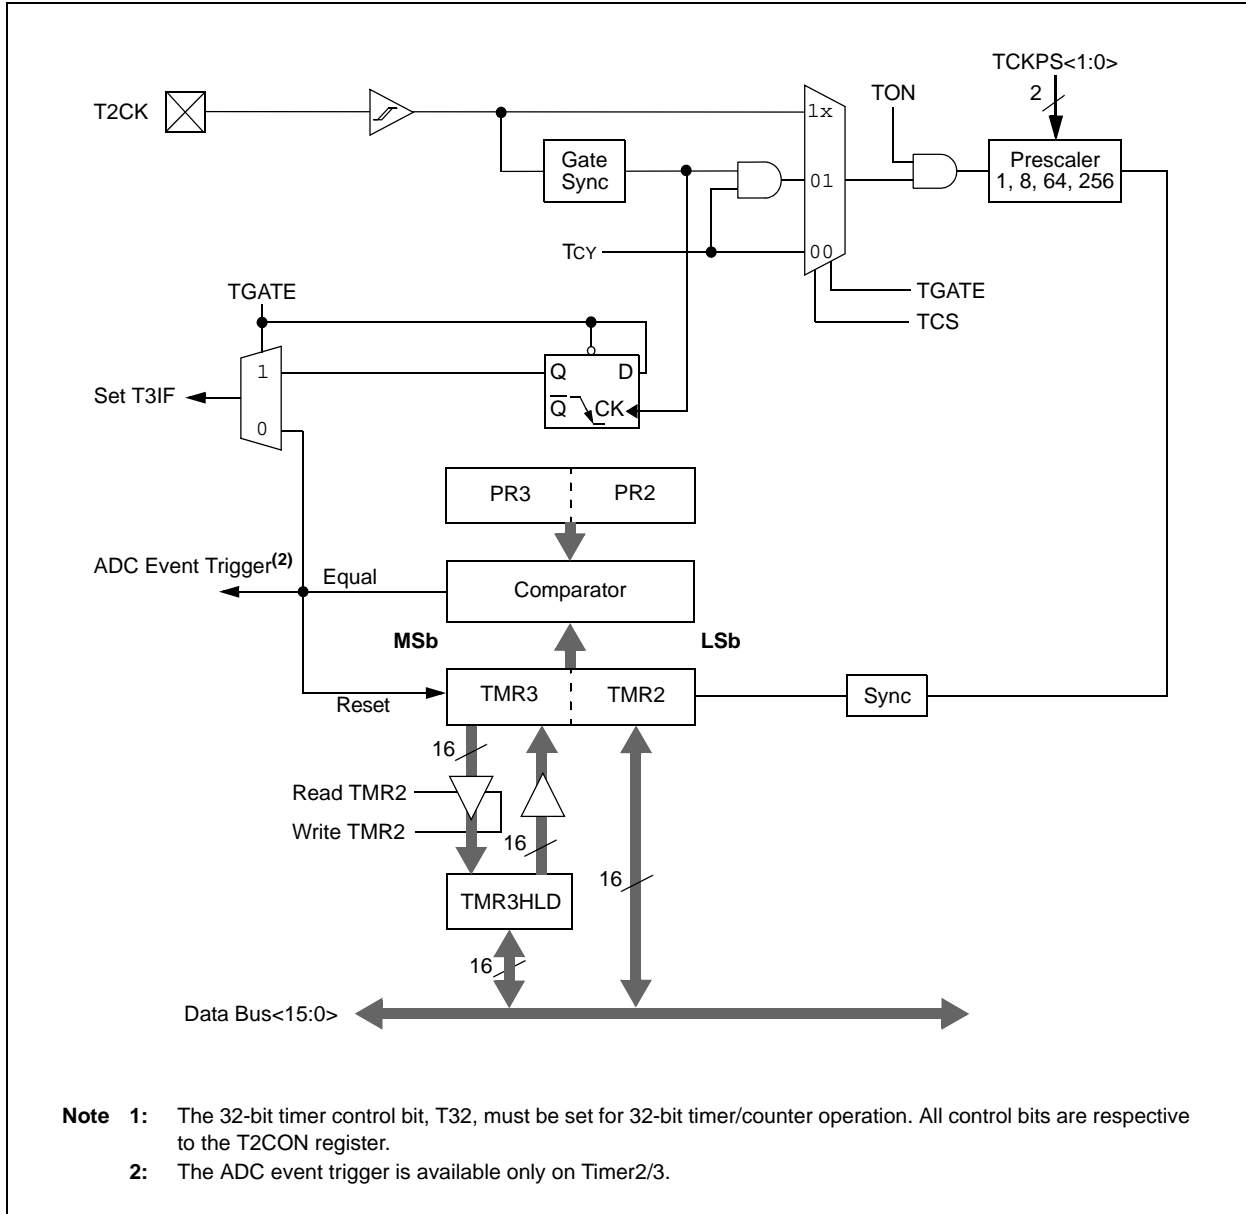 TCKPS<1:0>
2
TON
T2CK
1x
Gate
Sync
Prescaler
1, 8, 64, 256
01
TCY
00
TGATE
TCS
TGATE
1
Q D
Set T3IF
Q CK
0
PR3 PR2
ADC Event Trigger(2)
Equal
Comparator
MSb LSb
TMR3 TMR2
Sync
Reset
16
Read TMR2
Write TMR2
16
16
TMR3HLD
16
Data Bus<15:0>
Note 1: The 32-bit timer control bit, T32, must be set for 32-bit timer/counter operation. All control bits are respective
to the T2CON register.
2: The ADC event trigger is available only on Timer2/3.